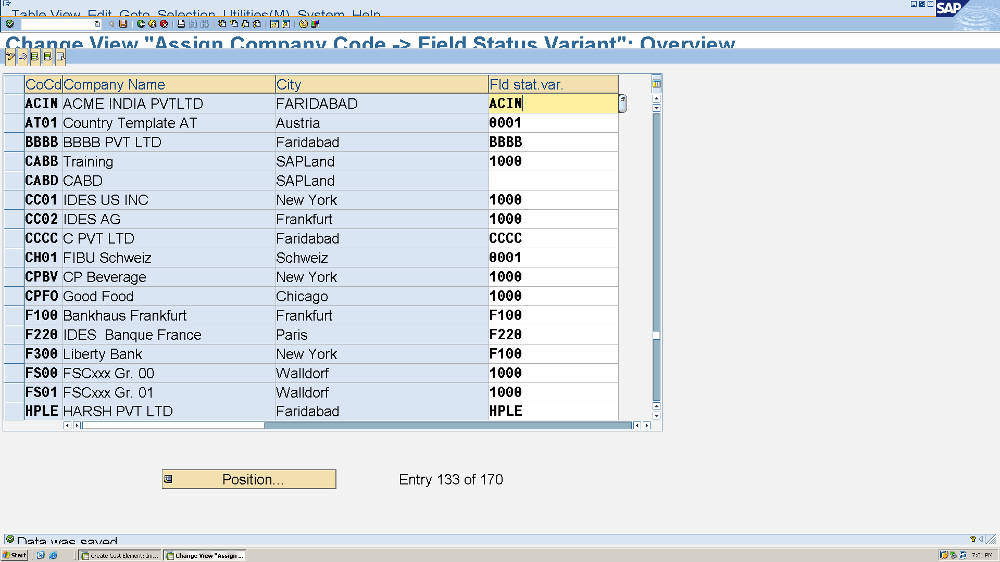 Table View Edit Goto Selection Utilities(M) System Help
SAP
Change View "Assign Company Code -> Field Status Variant": Overview
CoCd Company Name City Fld stat.var.
ACIN ACME INDIA PVTLTD FARIDABAD ACIN
AT01 Country Template AT Austria 0001
BBBB BBBB PVT LTD Faridabad BBBB
CABB Training SAPLand 1000
CABD CABD SAPLand
CC01 IDES US INC New York 1000
CC02 IDES AG Frankfurt 1000
CCCC C PVT LTD Faridabad CCCC
CH01 FIBU Schweiz Schweiz 0001
CPBV CP Beverage New York 1000
CPFO Good Food Chicago 1000
F100 Bankhaus Frankfurt Frankfurt F100
F220 IDES  Banque France Paris F220
F300 Liberty Bank New York F100
FS00 FSCxxx Gr. 00 Walldorf 1000
FS01 FSCxxx Gr. 01 Walldorf 1000
HPLE HARSH PVT LTD Faridabad HPLE
Position... Entry 133 of 170
Data was saved
Start Create Cost Element: Ini... Change View "Assign ... 7:01 PM